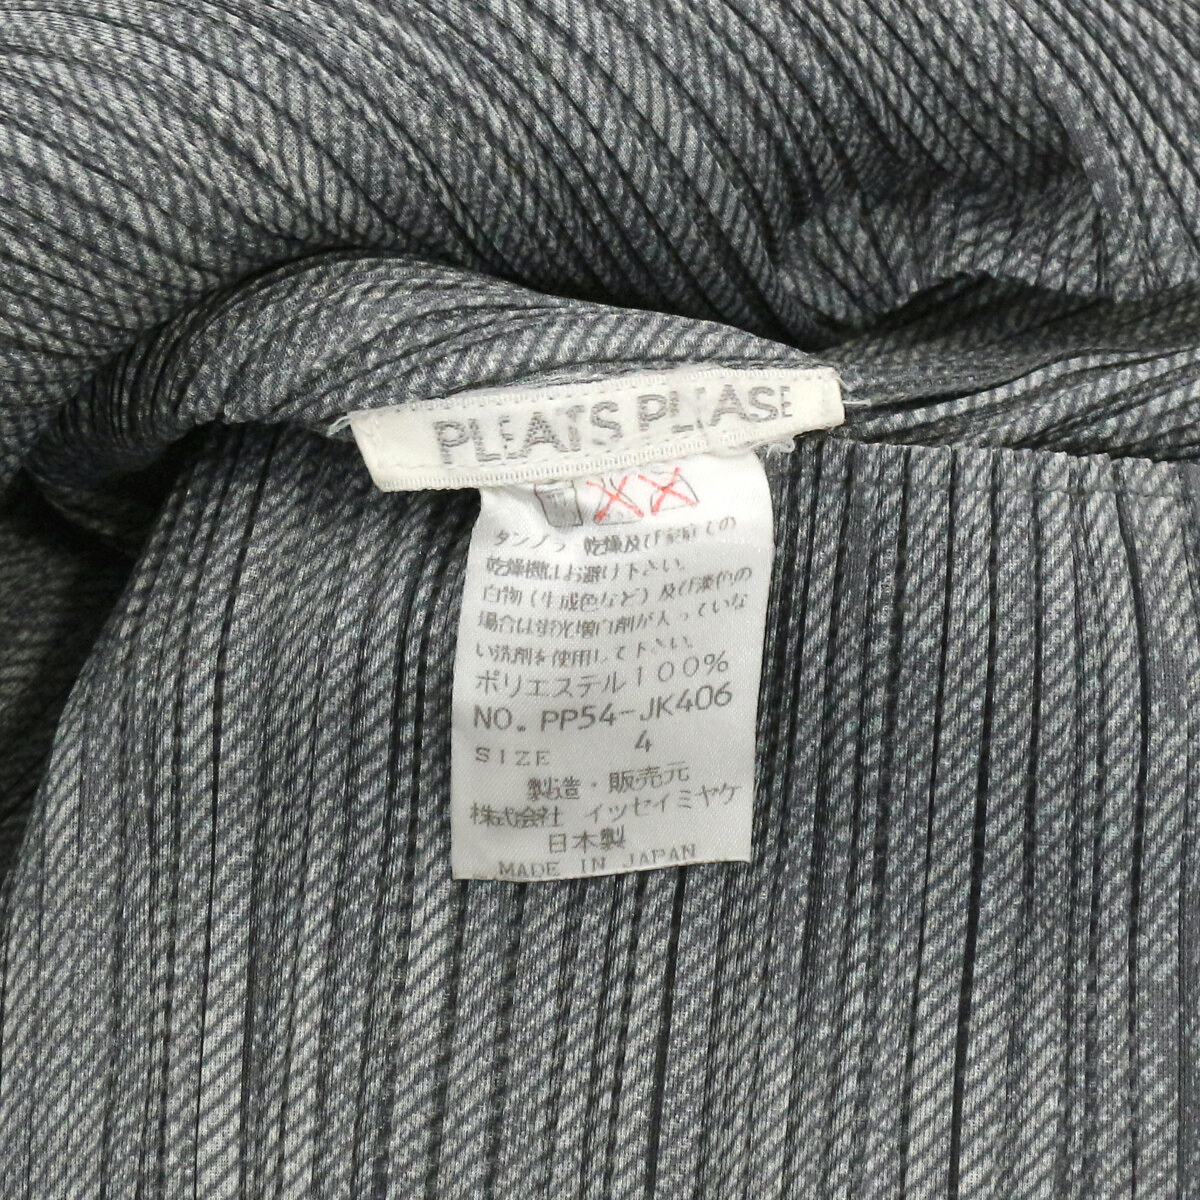 PLEATS PLEASE
タンブラー乾燥及び家庭での
乾燥機はお避け下さい。
白物（生成色など）及び淡色の
場合は蛍光増白剤が入っていな
い洗剤を使用して下さい。
ポリエステル100%
NO. PP54-JK406
SIZE 4
製造・販売元
株式会社 イッセイミヤケ
日本製
MADE IN JAPAN